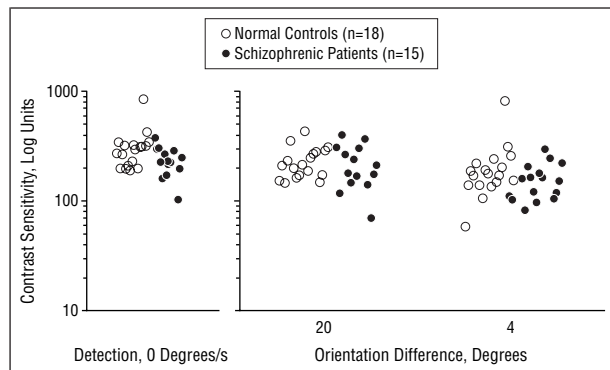 Normal Controls (n=18)
Schizophrenic Patients (n=15)
Contrast Sensitivity, Log Units
1000
100
10
20
4
Detection, 0 Degrees/s
Orientation Difference, Degrees